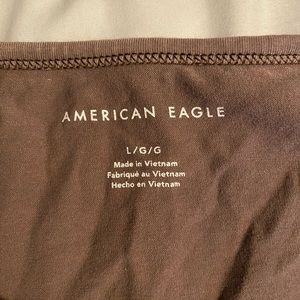 AMERICAN EAGLE
L/G/G
Made in Vietnam
Fabriqué au Vietnam
Hecho en Vietnam